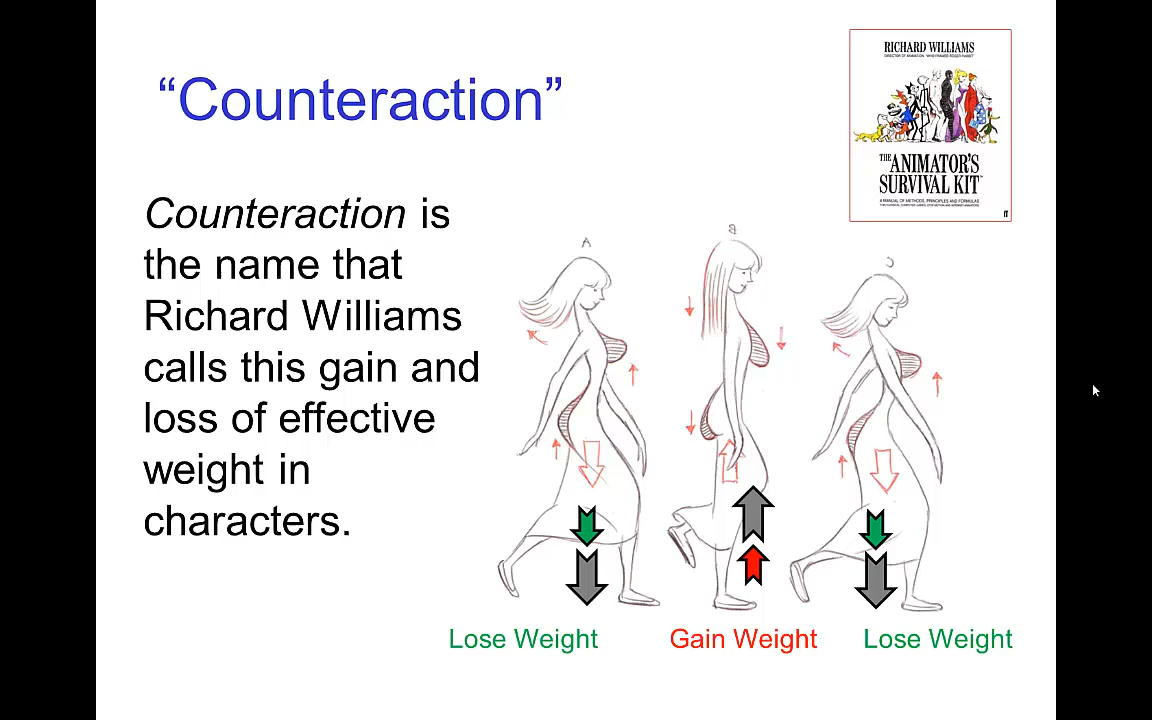 “Counteraction”
RICHARD WILLIAMS
DIRECTOR OF ANIMATION "WHO FRAMED ROGER RABBIT"
THE
ANIMATOR'S
SURVIVAL KIT
A MANUAL OF METHODS, PRINCIPLES AND FORMULAS
FOR CLASSICAL, COMPUTER, GAMES, STOP MOTION AND INTERNET ANIMATORS
ff
Counteraction is
the name that
Richard Williams
calls this gain and
loss of effective
weight in
characters.
A
B
Lose Weight
Gain Weight
Lose Weight